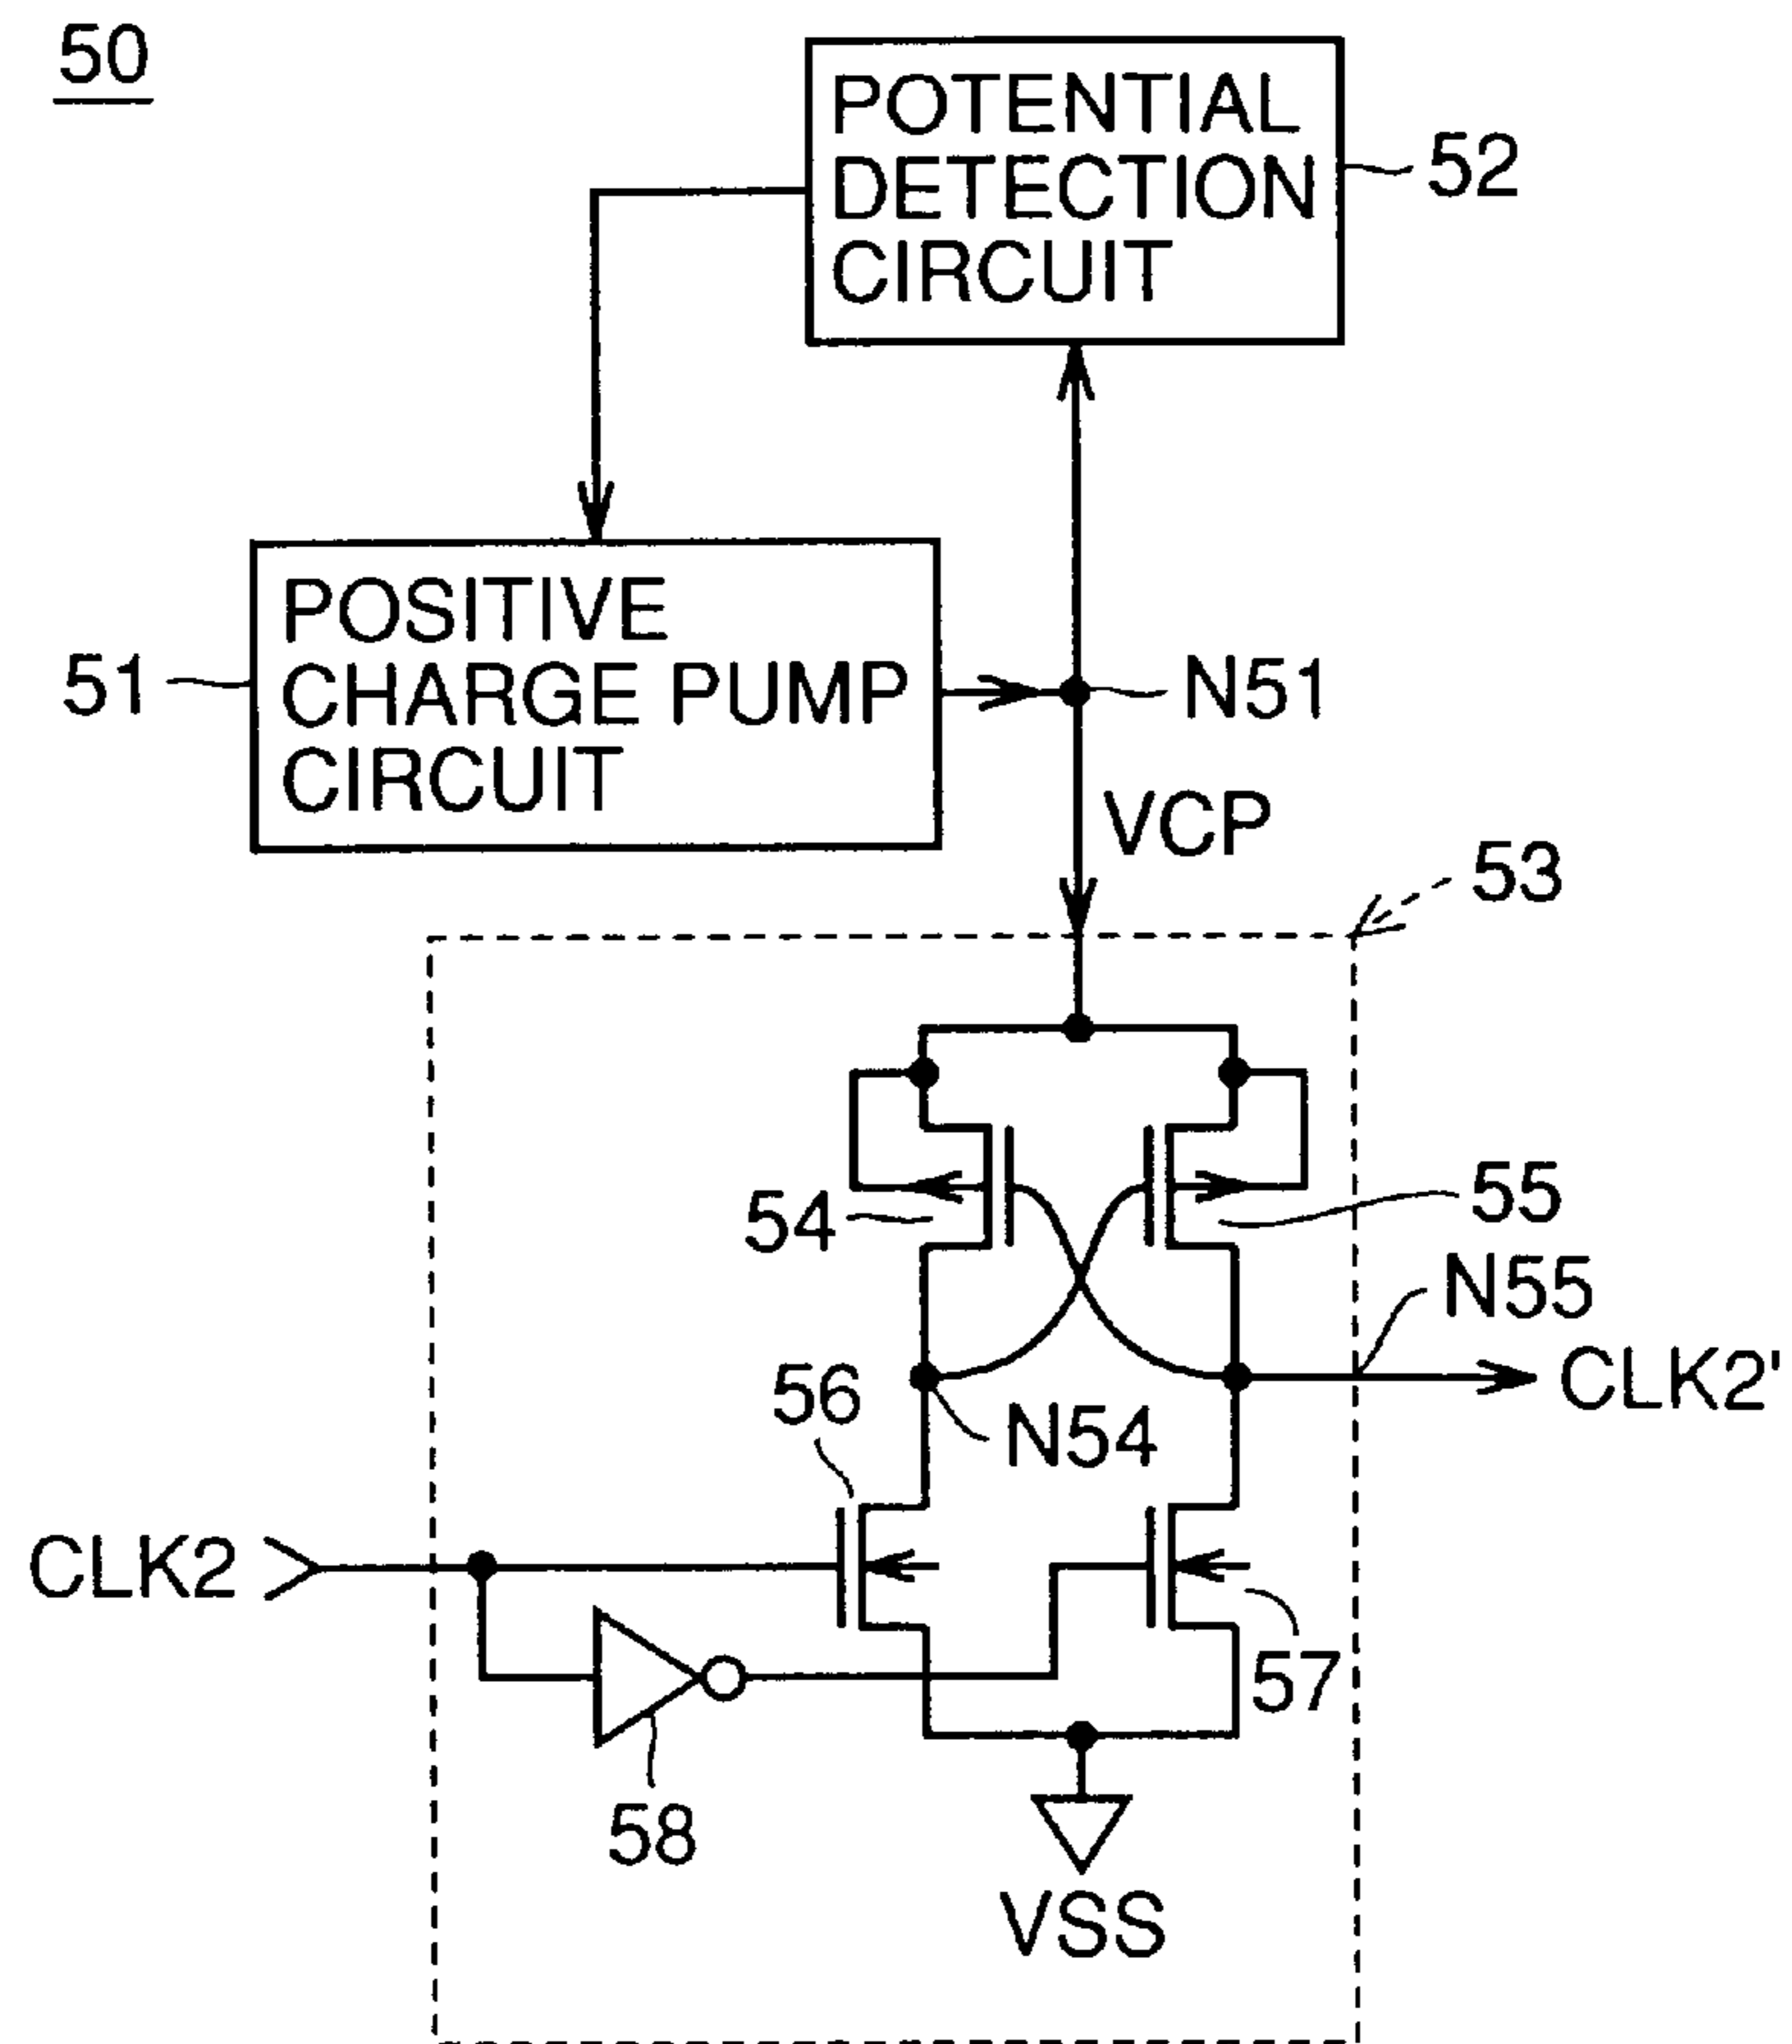 50
POTENTIAL
DETECTION
CIRCUIT
52
POSITIVE
CHARGE PUMP
CIRCUIT
51
N51
VCP
53
54
55
N55
56
N54
CLK2'
CLK2
57
58
VSS